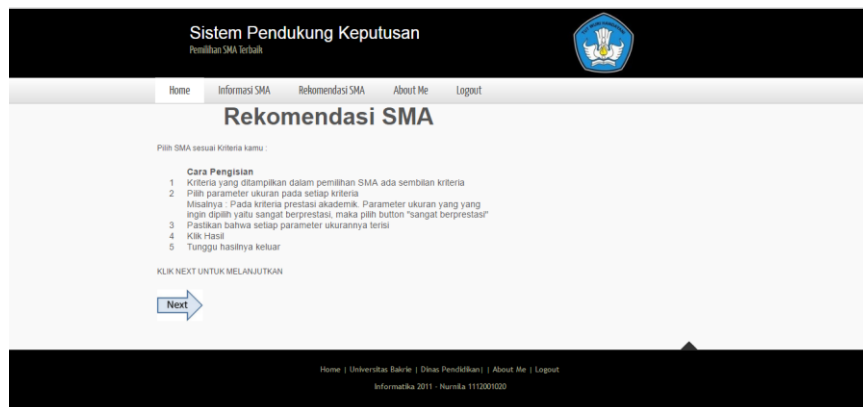 Sistem Pendukung Keputusan
Pemilihan SMA Terbaik
Home Informasi SMA Rekomendasi SMA About Me Logout
Rekomendasi SMA
Pilih SMA sesuai Kriteria kamu :
Cara Pengisian
1 Kriteria yang ditampilkan dalam pemilihan SMA ada sembilan kriteria
2 Pilih parameter ukuran pada setiap kriteria
Misalnya : Pada kriteria prestasi akademik. Parameter ukuran yang yang
ingin dipilih yaitu sangat berprestasi, maka pilih button "sangat berprestasi"
3 Pastikan bahwa setiap parameter ukurannya terisi
4 Klik Hasil
5 Tunggu hasilnya keluar
KLIK NEXT UNTUK MELANJUTKAN
Next
Home | Universitas Bakrie | Dinas Pendidikan| | About Me | Logout
Informatika 2011 - Nurmila 1112001020